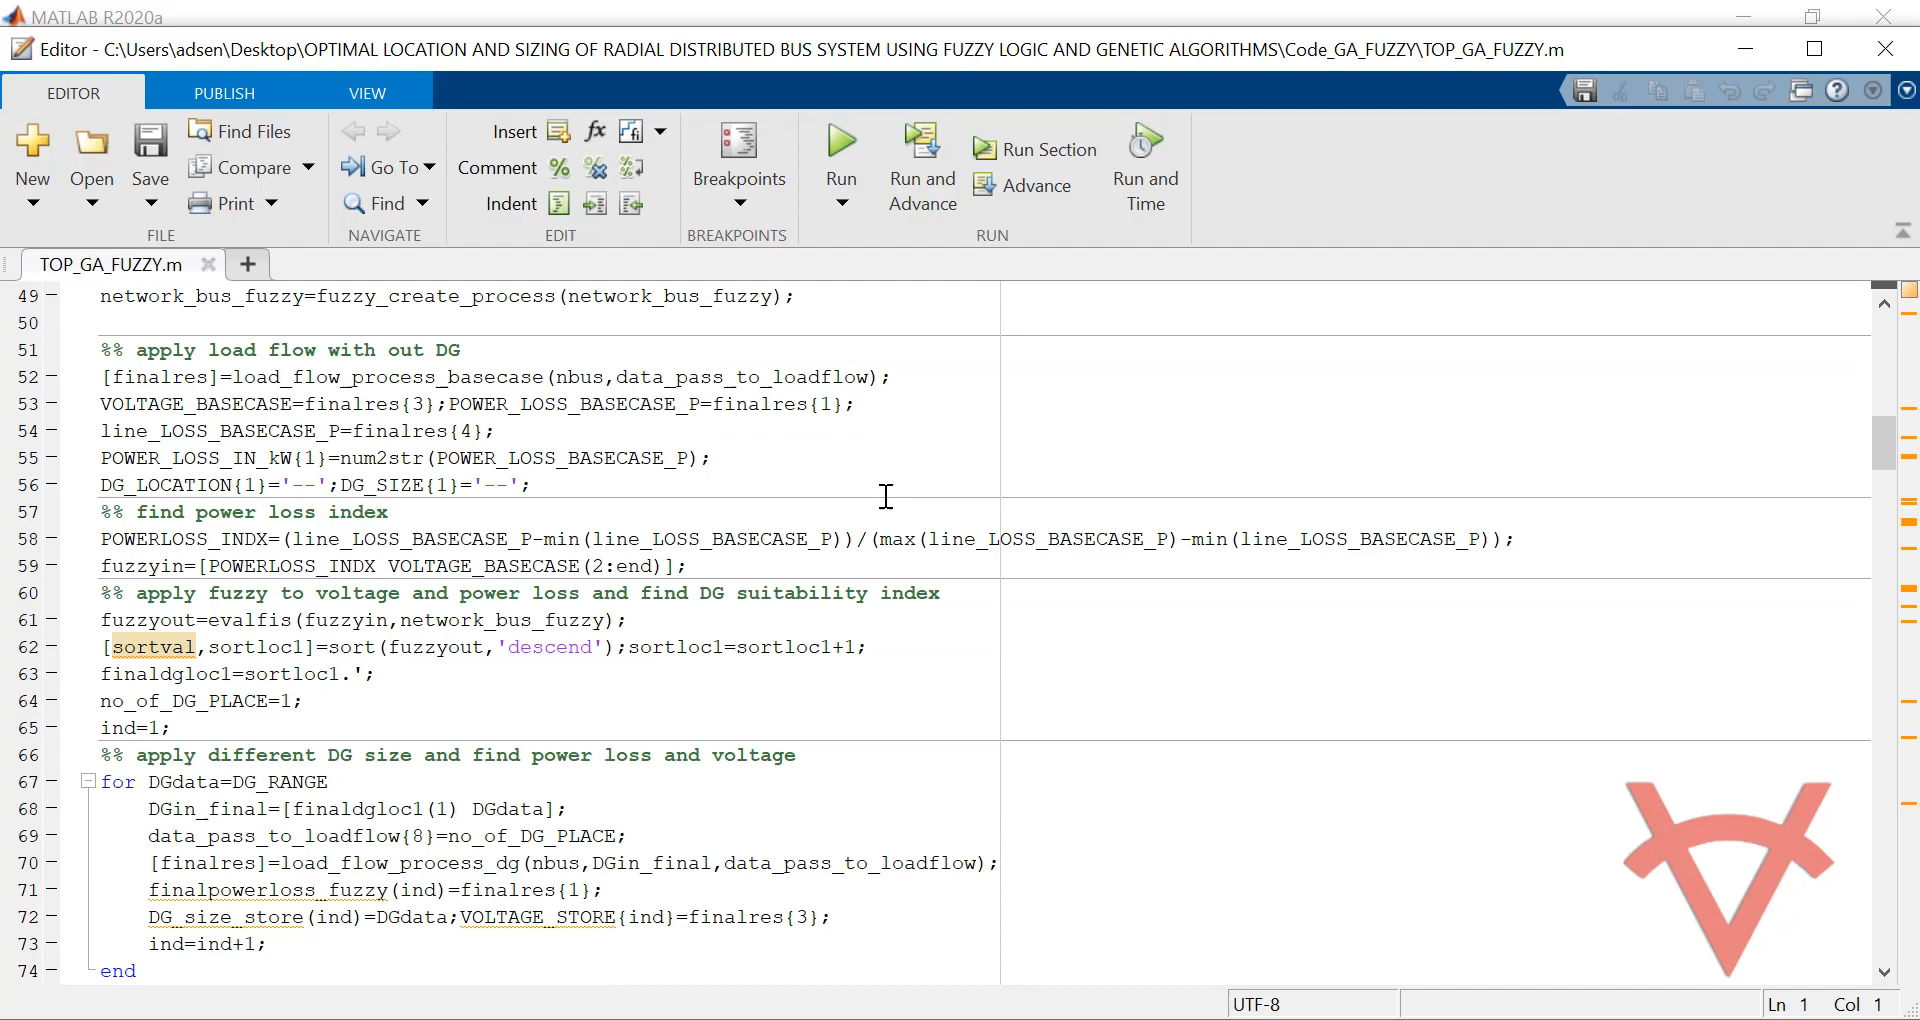 MATLAB R2020a
Editor - C:\Users\adsen\Desktop\OPTIMAL LOCATION AND SIZING OF RADIAL DISTRIBUTED BUS SYSTEM USING FUZZY LOGIC AND GENETIC ALGORITHMS\Code_GA_FUZZY\TOP_GA_FUZZY.m
EDITOR PUBLISH VIEW
New Open Save Find Files Compare Print FILE
Go To Find NAVIGATE
Insert fx Comment Indent EDIT
Breakpoints BREAKPOINTS
Run Run and Advance Run Section Advance Run and Time RUN
TOP_GA_FUZZY.m
49 network_bus_fuzzy=fuzzy_create_process(network_bus_fuzzy);
50
51 %% apply load flow with out DG
52 [finalres]=load_flow_process_basecase(nbus,data_pass_to_loadflow);
53 VOLTAGE_BASECASE=finalres{3};POWER_LOSS_BASECASE_P=finalres{1};
54 line_LOSS_BASECASE_P=finalres{4};
55 POWER_LOSS_IN_kW{1}=num2str(POWER_LOSS_BASECASE_P);
56 DG_LOCATION{1}='--';DG_SIZE{1}='--';
57 %% find power loss index
58 POWERLOSS_INDX=(line_LOSS_BASECASE_P-min(line_LOSS_BASECASE_P))/(max(line_LOSS_BASECASE_P)-min(line_LOSS_BASECASE_P));
59 fuzzyin=[POWERLOSS_INDX VOLTAGE_BASECASE(2:end)];
60 %% apply fuzzy to voltage and power loss and find DG suitability index
61 fuzzyout=evalfis(fuzzyin,network_bus_fuzzy);
62 [sortval,sortloc1]=sort(fuzzyout,'descend');sortloc1=sortloc1+1;
63 finaldgloc1=sortloc1.';
64 no_of_DG_PLACE=1;
65 ind=1;
66 %% apply different DG size and find power loss and voltage
67 for DGdata=DG_RANGE
68 DGin_final=[finaldgloc1(1) DGdata];
69 data_pass_to_loadflow{8}=no_of_DG_PLACE;
70 [finalres]=load_flow_process_dg(nbus,DGin_final,data_pass_to_loadflow);
71 finalpowerloss_fuzzy(ind)=finalres{1};
72 DG_size_store(ind)=DGdata;VOLTAGE_STORE{ind}=finalres{3};
73 ind=ind+1;
74 end
UTF-8 Ln 1 Col 1